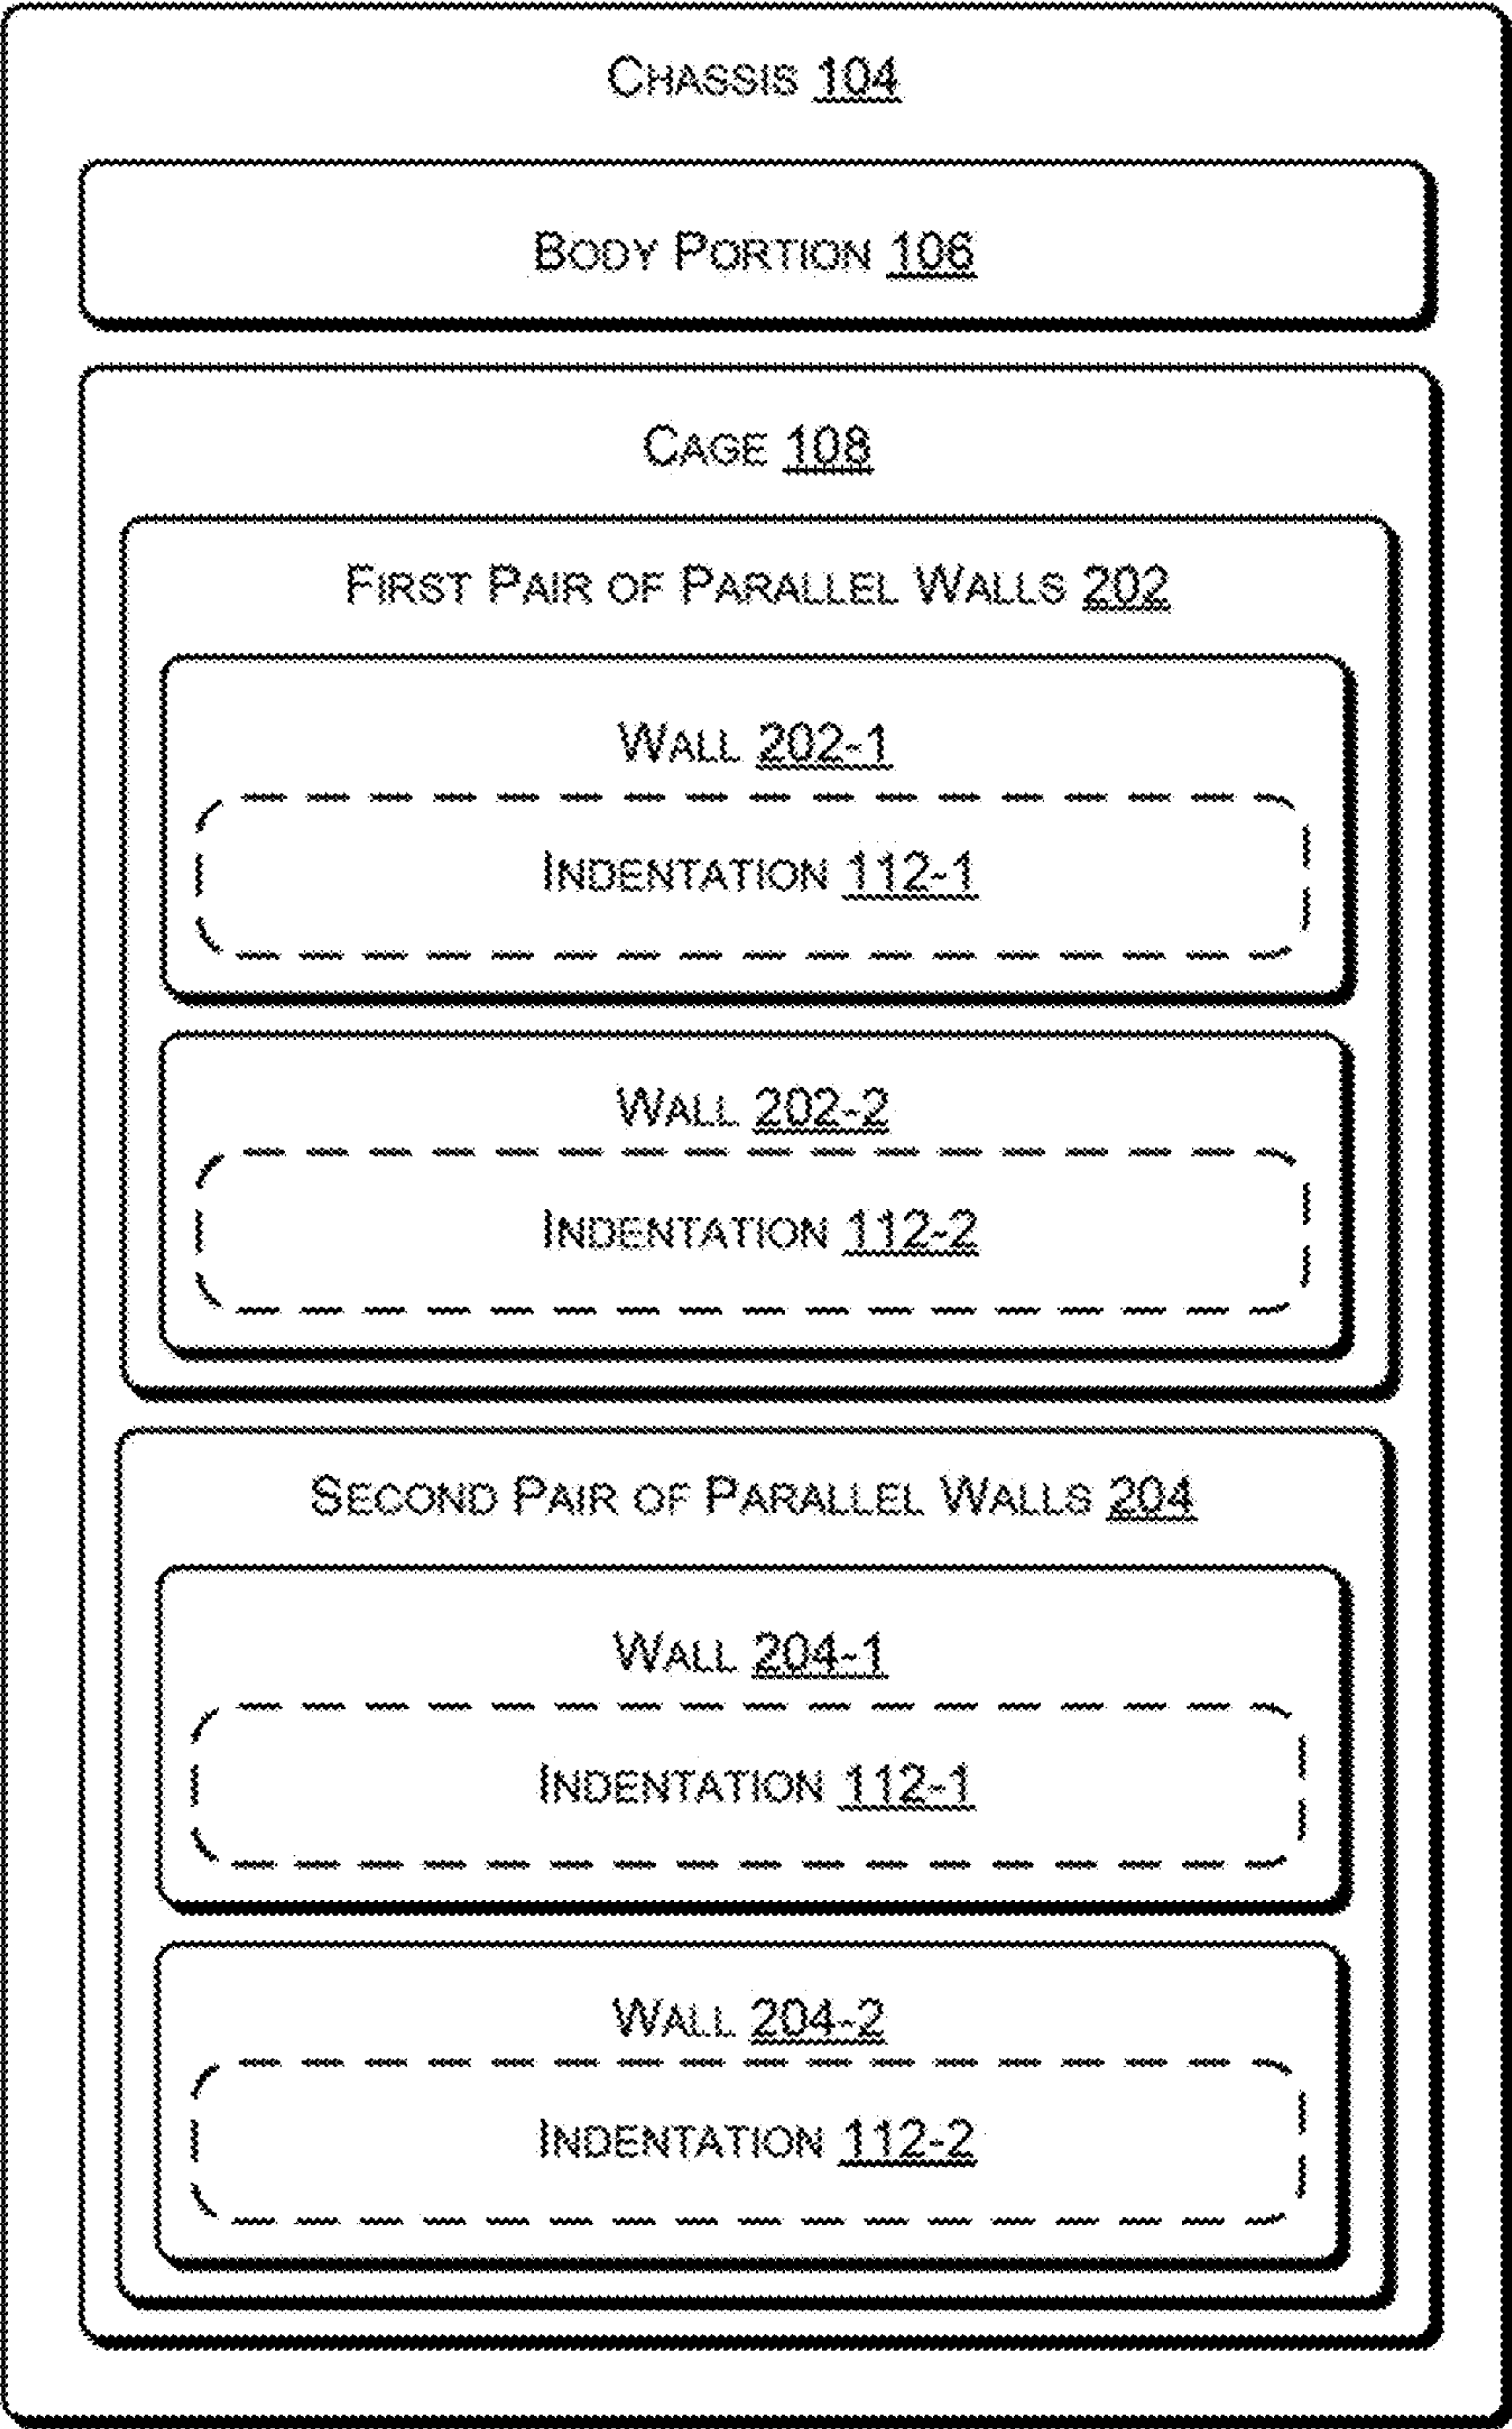 CHASSIS 104
BODY PORTION 106
CAGE 108
FIRST PAIR OF PARALLEL WALLS 202
WALL 202-1
INDENTATION 112-1
WALL 202-2
INDENTATION 112-2
SECOND PAIR OF PARALLEL WALLS 204
WALL 204-1
INDENTATION 112-1
WALL 204-2
INDENTATION 112-2